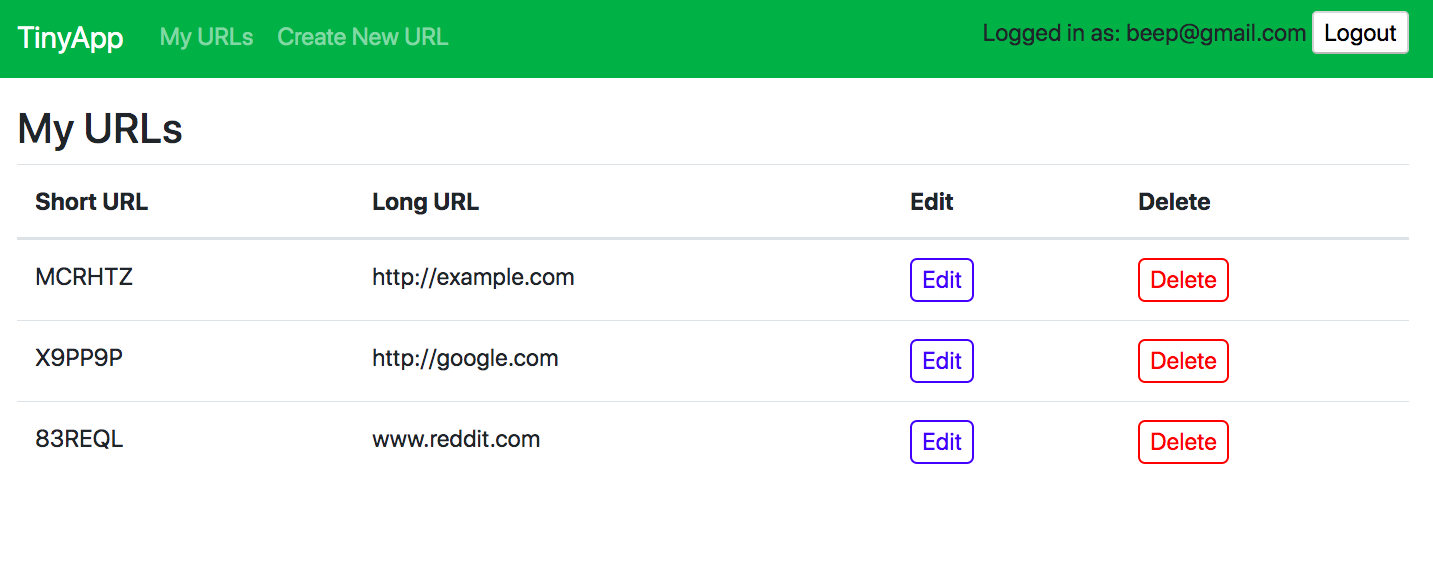 TinyApp My URLs Create New URL Logged in as: beep@gmail.com Logout
My URLs
Short URL Long URL Edit Delete
MCRHTZ http://example.com Edit Delete
X9PP9P http://google.com Edit Delete
83REQL www.reddit.com Edit Delete